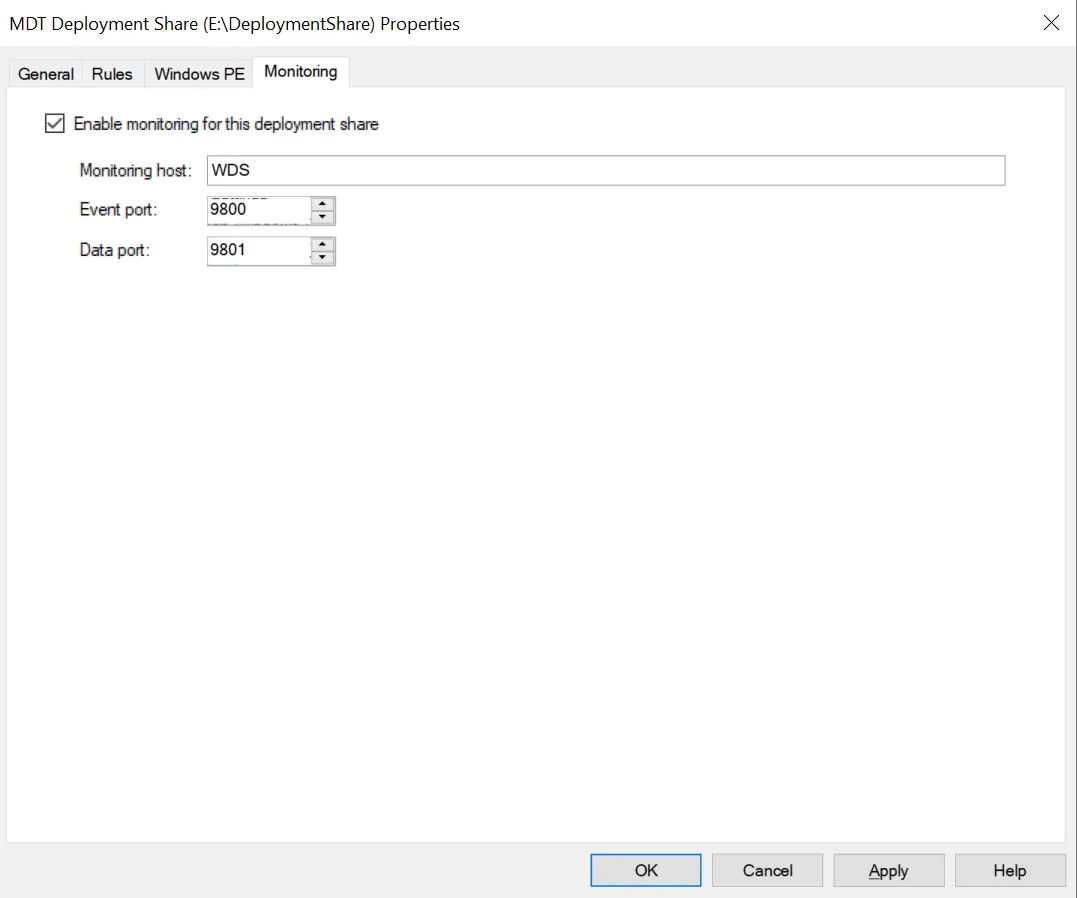 MDT Deployment Share (E:\DeploymentShare) Properties
General Rules Windows PE Monitoring
Enable monitoring for this deployment share
Monitoring host: WDS
Event port: 9800
Data port: 9801
OK Cancel Apply Help